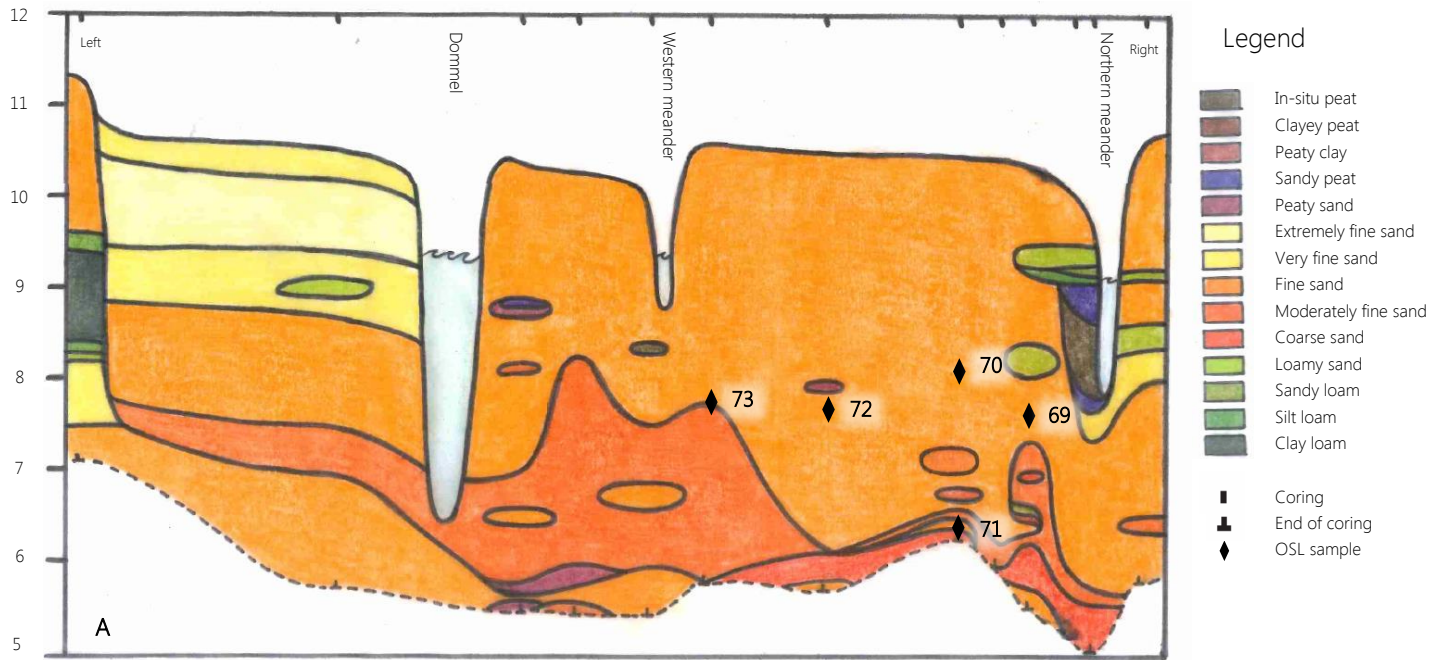 12
11
10
9
8
7
6
5
Left
Dommel
Western meander
Northern meander
Right
70
73
72
69
71
A
Legend
In-situ peat
Clayey peat
Peaty clay
Sandy peat
Peaty sand
Extremely fine sand
Very fine sand
Fine sand
Moderately fine sand
Coarse sand
Loamy sand
Sandy loam
Silt loam
Clay loam
Coring
End of coring
OSL sample